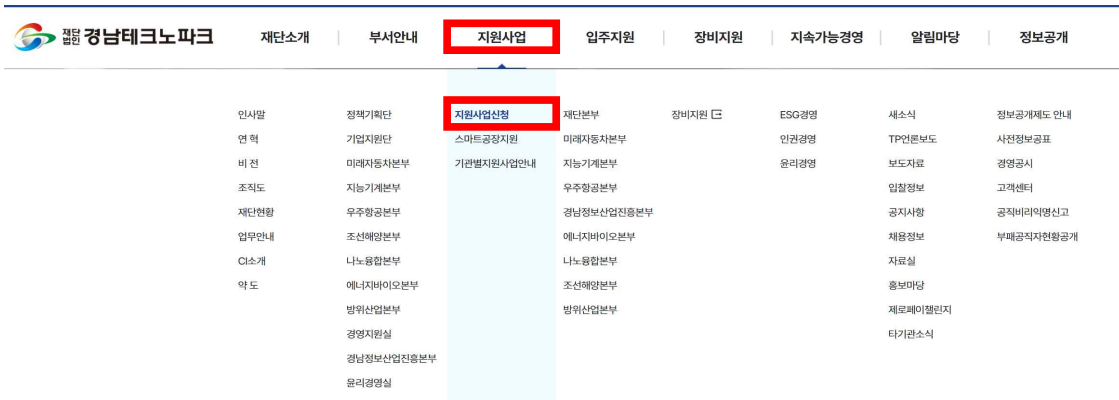 재단법인 경남테크노파크
재단소개 부서안내 지원사업 입주지원 장비지원 지속가능경영 알림마당 정보공개
인사말 정책기획단 지원사업신청 재단본부 장비지원 ESG경영 새소식 정보공개제도 안내
연 혁 기업지원단 스마트공장지원 미래자동차본부 인권경영 TP언론보도 사전정보공표
비 전 미래자동차본부 기관별지원사업안내 지능기계본부 윤리경영 보도자료 경영공시
조직도 지능기계본부 우주항공본부 입찰정보 고객센터
재단현황 우주항공본부 경남정보산업진흥본부 공지사항 공직비리익명신고
업무안내 조선해양본부 에너지바이오본부 채용정보 부패공직자현황공개
CI소개 나노융합본부 나노융합본부 자료실
약 도 에너지바이오본부 조선해양본부 홍보마당
방위산업본부 방위산업본부 제로페이챌린지
경영지원실 타기관소식
경남정보산업진흥본부
윤리경영실